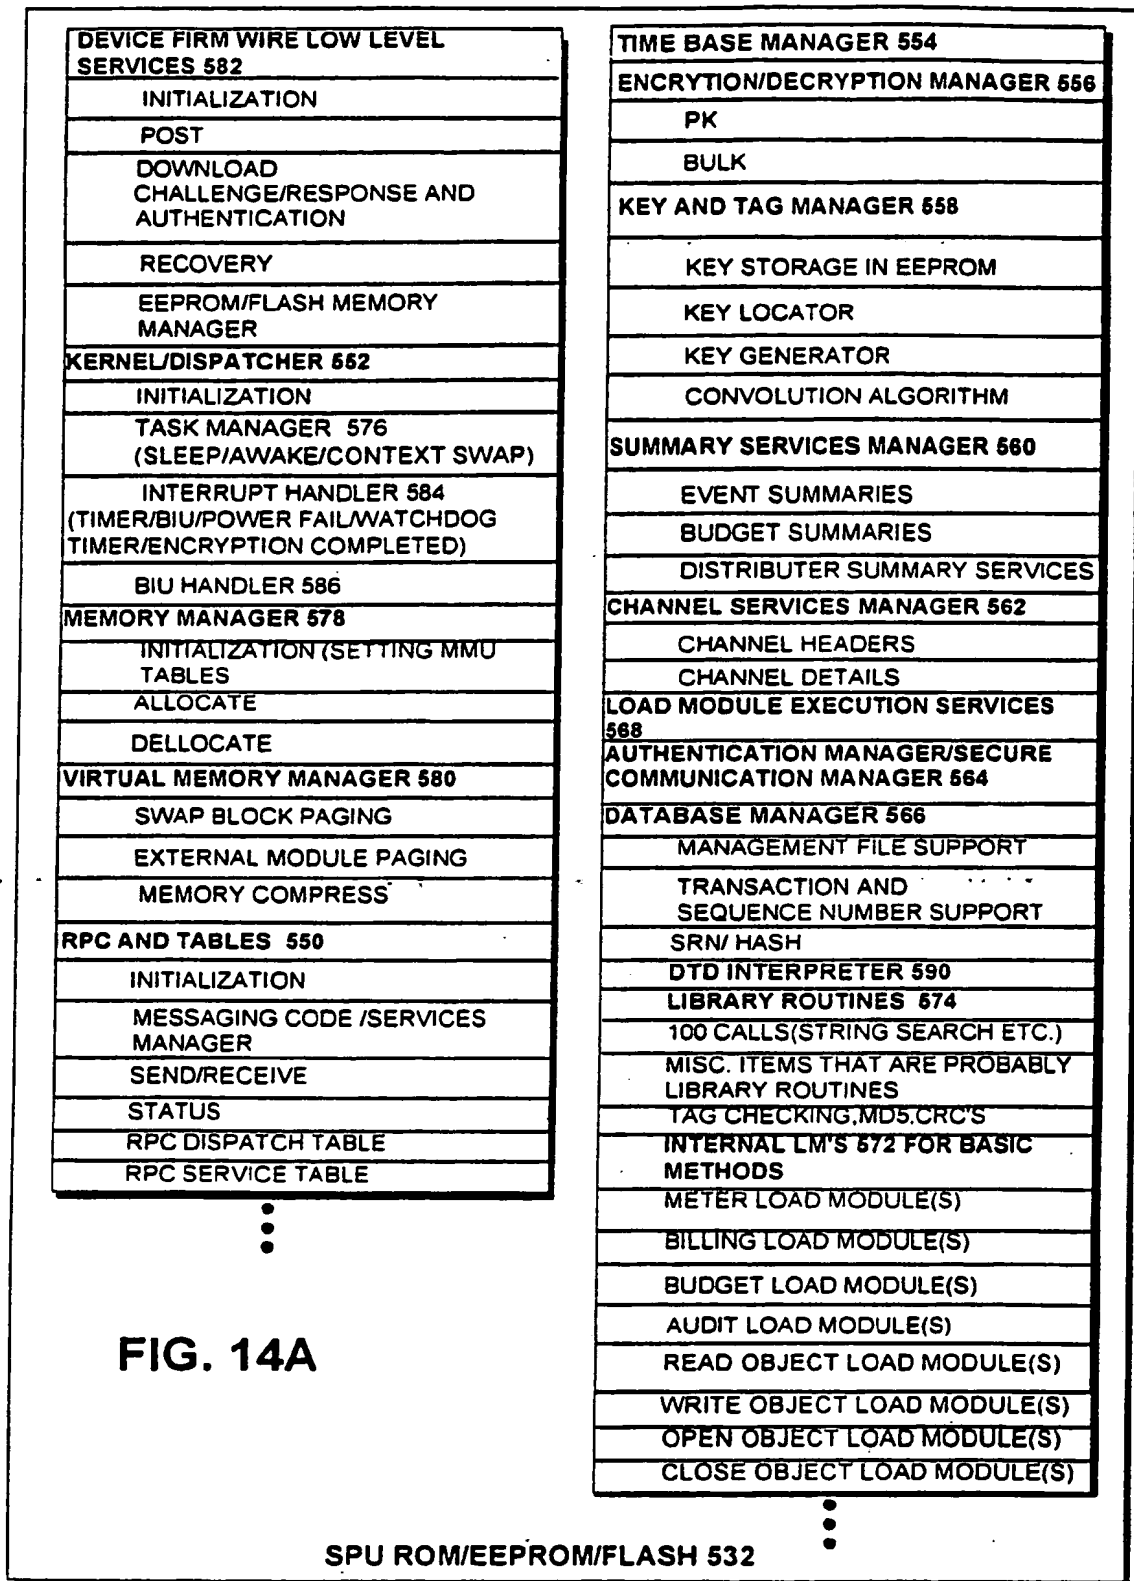 DEVICE FIRM WIRE LOW LEVEL
SERVICES 582
INITIALIZATION
POST
DOWNLOAD
CHALLENGE/RESPONSE AND
AUTHENTICATION
RECOVERY
EEPROM/FLASH MEMORY
MANAGER
KERNEL/DISPATCHER 552
INITIALIZATION
TASK MANAGER 576
(SLEEP/AWAKE/CONTEXT SWAP)
INTERRUPT HANDLER 584
(TIMER/BIU/POWER FAIL/WATCHDOG
TIMER/ENCRYPTION COMPLETED)
BIU HANDLER 586
MEMORY MANAGER 578
INITIALIZATION (SETTING MMU
TABLES
ALLOCATE
DELLOCATE
VIRTUAL MEMORY MANAGER 580
SWAP BLOCK PAGING
EXTERNAL MODULE PAGING
MEMORY COMPRESS
RPC AND TABLES 550
INITIALIZATION
MESSAGING CODE /SERVICES
MANAGER
SEND/RECEIVE
STATUS
RPC DISPATCH TABLE
RPC SERVICE TABLE
TIME BASE MANAGER 554
ENCRYTION/DECRYPTION MANAGER 556
PK
BULK
KEY AND TAG MANAGER 558
KEY STORAGE IN EEPROM
KEY LOCATOR
KEY GENERATOR
CONVOLUTION ALGORITHM
SUMMARY SERVICES MANAGER 560
EVENT SUMMARIES
BUDGET SUMMARIES
DISTRIBUTER SUMMARY SERVICES
CHANNEL SERVICES MANAGER 562
CHANNEL HEADERS
CHANNEL DETAILS
LOAD MODULE EXECUTION SERVICES
568
AUTHENTICATION MANAGER/SECURE
COMMUNICATION MANAGER 564
DATABASE MANAGER 566
MANAGEMENT FILE SUPPORT
TRANSACTION AND
SEQUENCE NUMBER SUPPORT
SRN/ HASH
DTD INTERPRETER 590
LIBRARY ROUTINES 574
100 CALLS(STRING SEARCH ETC.)
MISC. ITEMS THAT ARE PROBABLY
LIBRARY ROUTINES
TAG CHECKING,MD5,CRC'S
INTERNAL LM'S 572 FOR BASIC
METHODS
METER LOAD MODULE(S)
BILLING LOAD MODULE(S)
BUDGET LOAD MODULE(S)
AUDIT LOAD MODULE(S)
READ OBJECT LOAD MODULE(S)
WRITE OBJECT LOAD MODULE(S)
OPEN OBJECT LOAD MODULE(S)
CLOSE OBJECT LOAD MODULE(S)
FIG. 14A
SPU ROM/EEPROM/FLASH 532